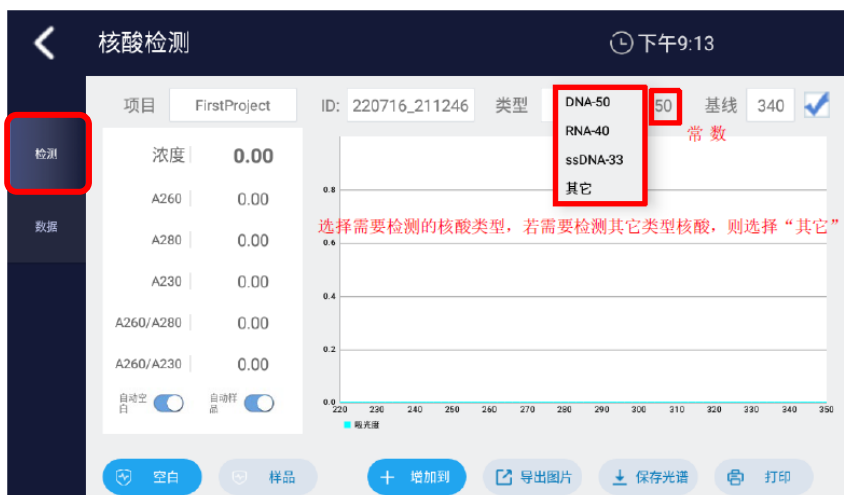 核酸检测
下午9:13
项目 FirstProject ID: 220716_211246 类型 50 基线 340
DNA-50
RNA-40
ssDNA-33
其它
常 数
检测
数据
浓度 0.00
A260 0.00
A280 0.00
A230 0.00
A260/A280 0.00
A260/A230 0.00
自动空白
自动样品
选择需要检测的核酸类型，若需要检测其它类型核酸，则选择“其它”
0.8
0.6
0.4
0.2
0.0
220 230 240 250 260 270 280 290 300 310 320 330 340 350
吸光度
空白 样品 增加到 导出图片 保存光谱 打印